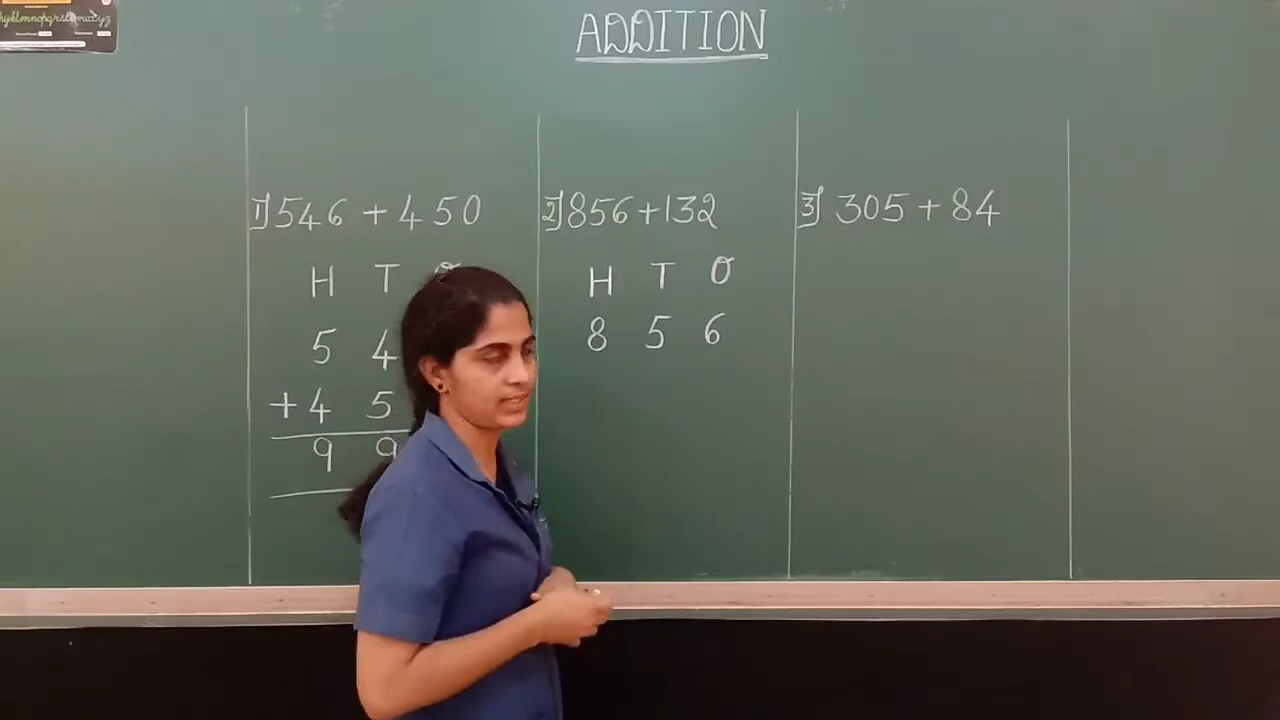 hyklmnopqrstuvwxyz
ADDITION
1) 546 + 450
H T O
5 4
+ 4 5
9 9
2) 856 + 132
H T O
8 5 6
3) 305 + 84